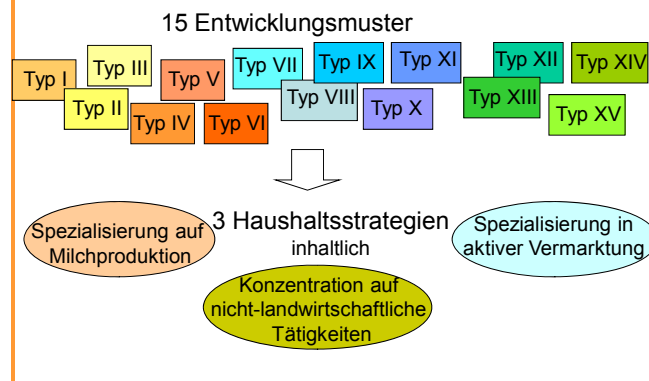 15 Entwicklungsmuster
Typ I
Typ II
Typ III
Typ IV
Typ V
Typ VI
Typ VII
Typ VIII
Typ IX
Typ X
Typ XI
Typ XII
Typ XIII
Typ XIV
Typ XV
3 Haushaltsstrategien
inhaltlich
Spezialisierung auf
Milchproduktion
Konzentration auf
nicht-landwirtschaftliche
Tätigkeiten
Spezialisierung in
aktiver Vermarktung